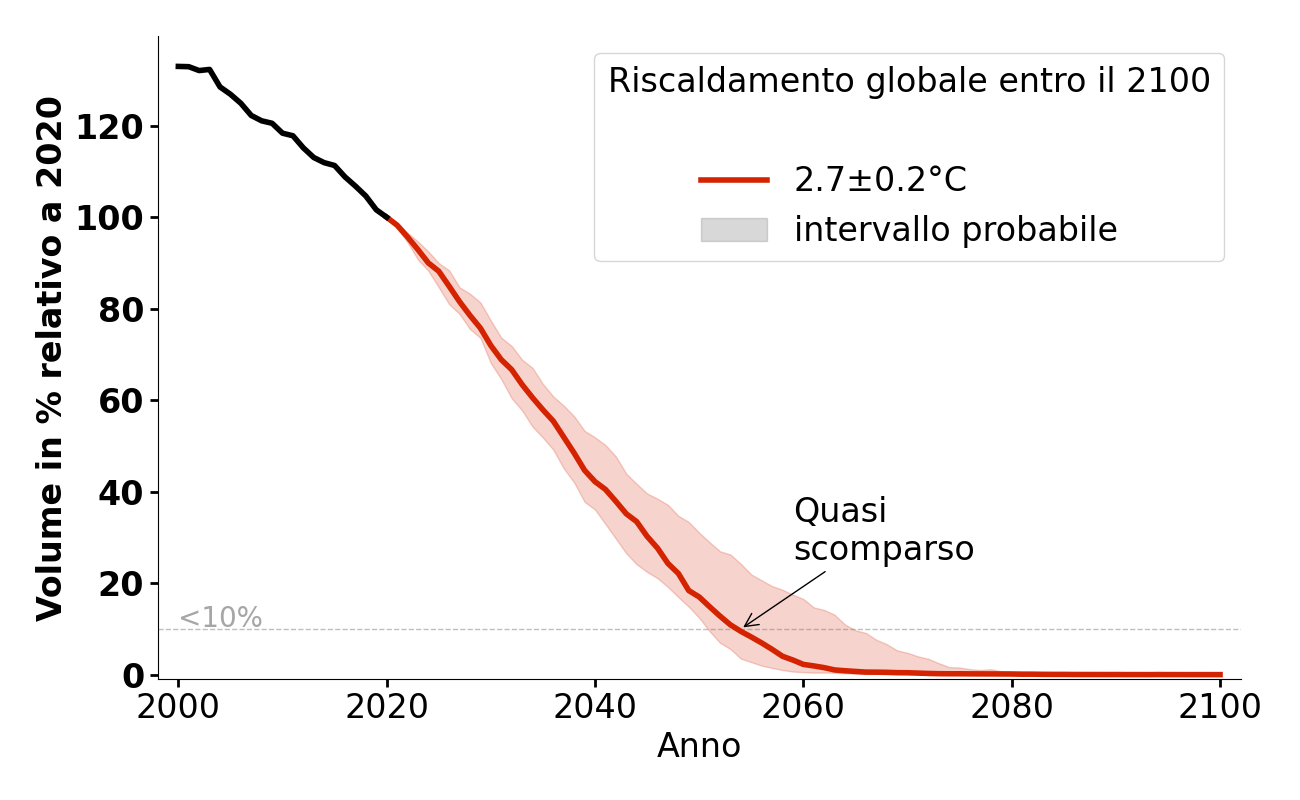 Riscaldamento globale entro il 2100
2.7±0.2°C
intervallo probabile
Volume in % relativo a 2020
120
100
80
60
40
20
0
Quasi
scomparso
<10%
2000 2020 2040 2060 2080 2100
Anno